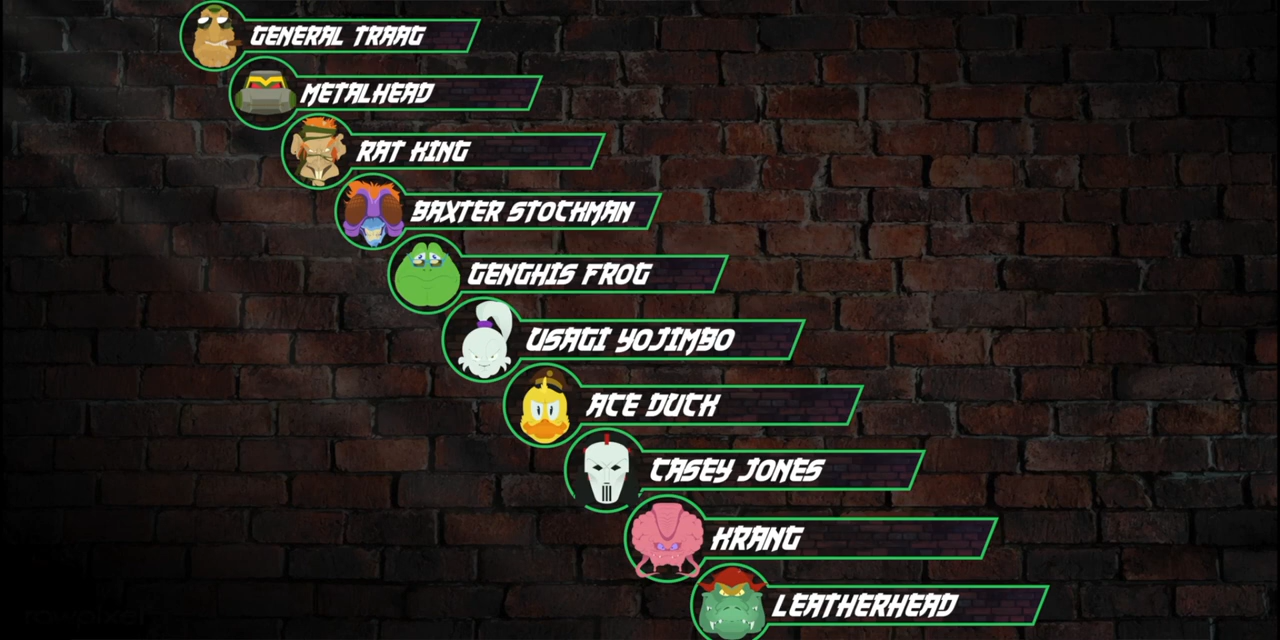 GENERAL TRAAG
METALHEAD
RAT KING
BAXTER STOCKMAN
GENGHIS FROG
USAGI YOJIMBO
ACE DUCK
CASEY JONES
KRANG
LEATHERHEAD